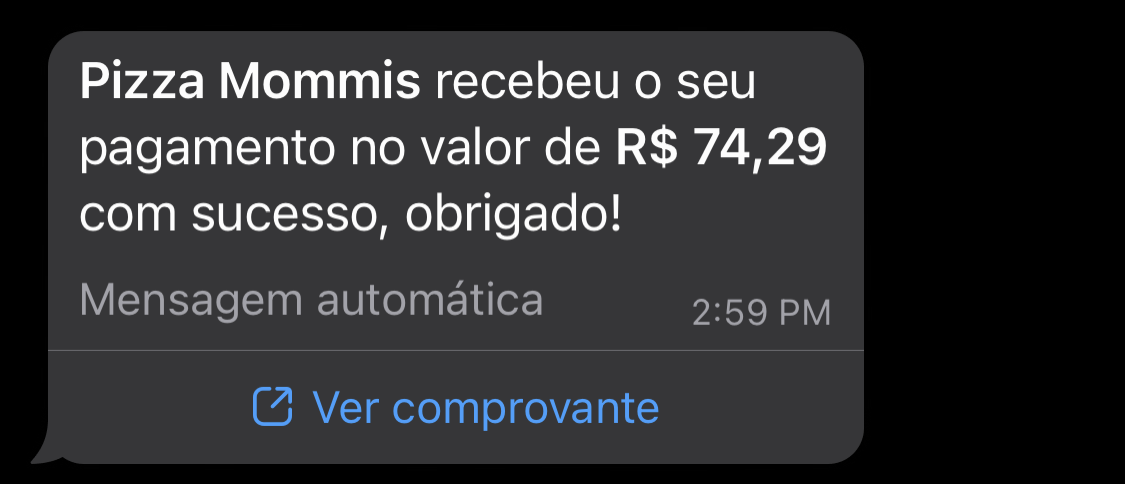 Pizza Mommis recebeu o seu
pagamento no valor de R$ 74,29
com sucesso, obrigado!
Mensagem automática
2:59 PM
Ver comprovante